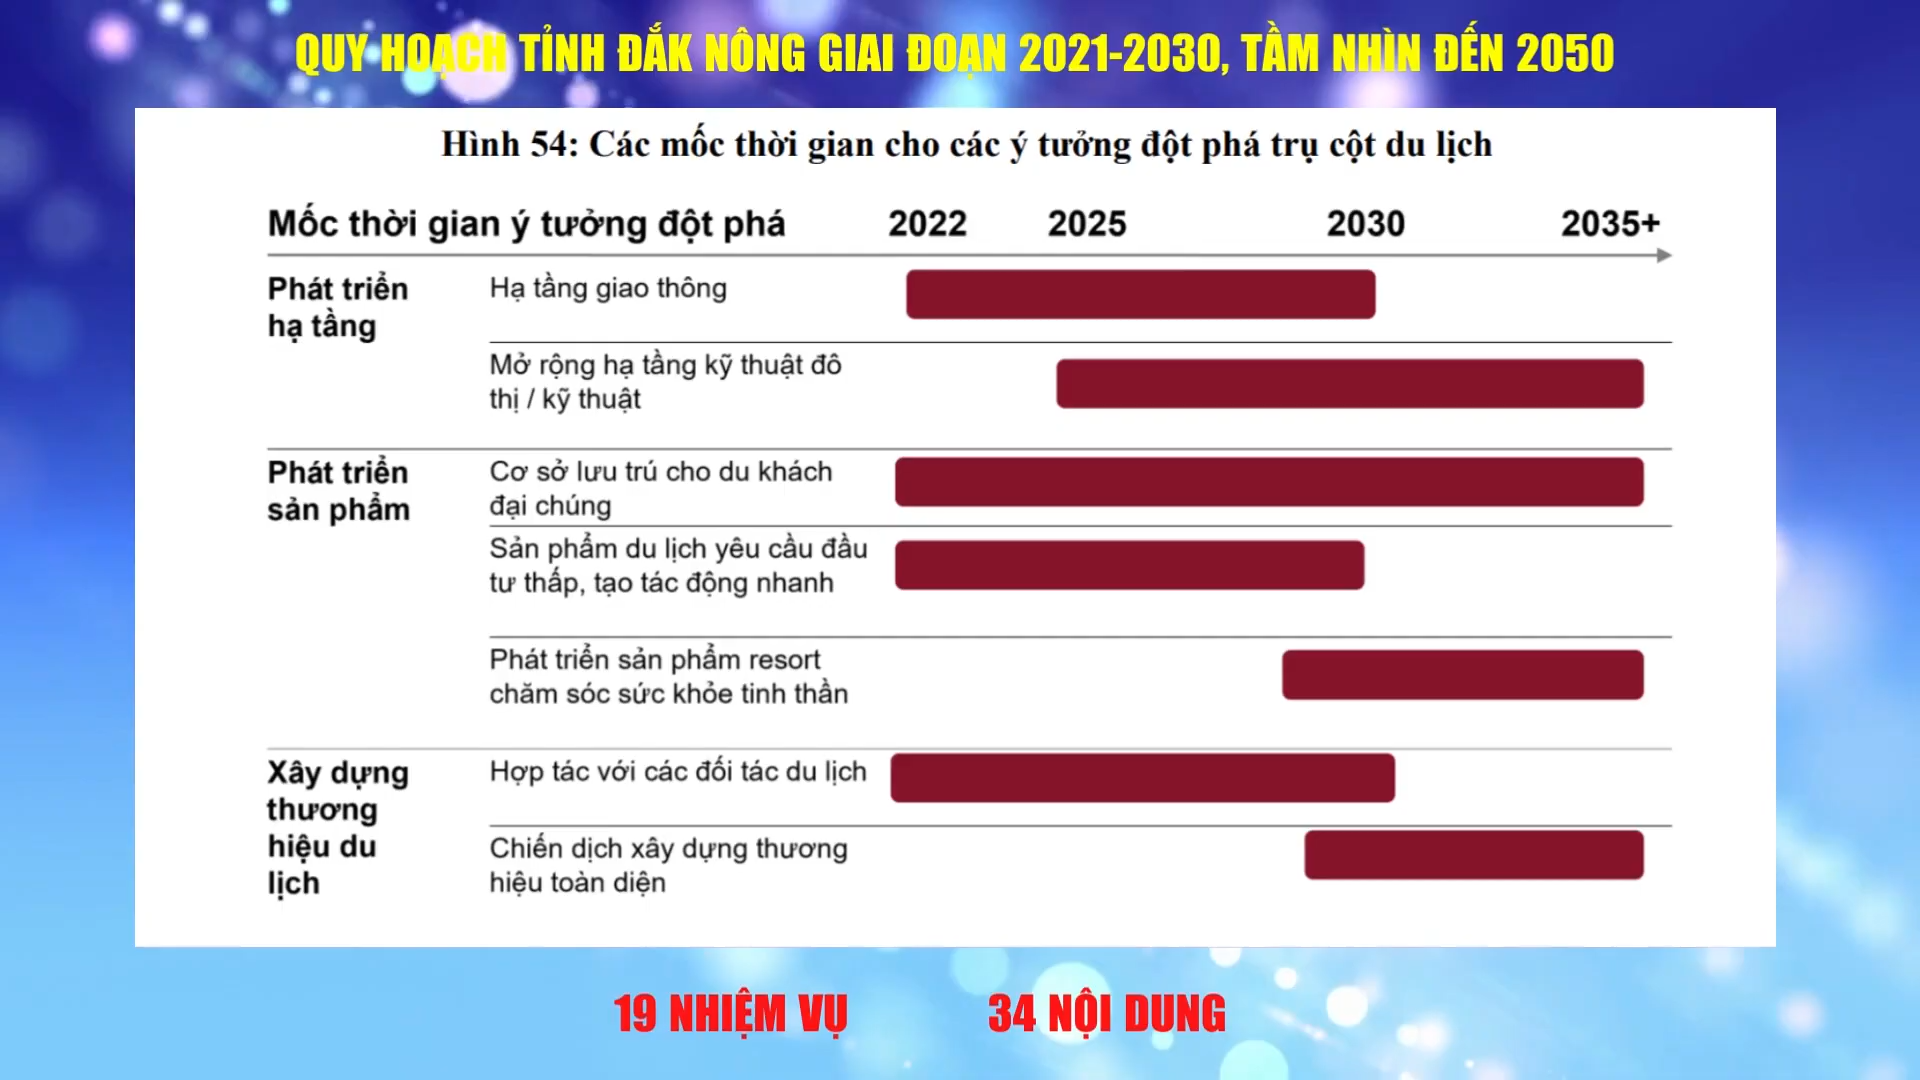 QUY HOẠCH TỈNH ĐẮK NÔNG GIAI ĐOẠN 2021-2030, TẦM NHÌN ĐẾN 2050
Hình 54: Các mốc thời gian cho các ý tưởng đột phá trụ cột du lịch
Mốc thời gian ý tưởng đột phá 2022 2025 2030 2035+
Phát triển
hạ tầng
Hạ tầng giao thông
Mở rộng hạ tầng kỹ thuật đô
thị / kỹ thuật
Phát triển
sản phẩm
Cơ sở lưu trú cho du khách
đại chúng
Sản phẩm du lịch yêu cầu đầu
tư thấp, tạo tác động nhanh
Phát triển sản phẩm resort
chăm sóc sức khỏe tinh thần
Xây dựng
thương
hiệu du
lịch
Hợp tác với các đối tác du lịch
Chiến dịch xây dựng thương
hiệu toàn diện
19 NHIỆM VỤ 34 NỘI DUNG